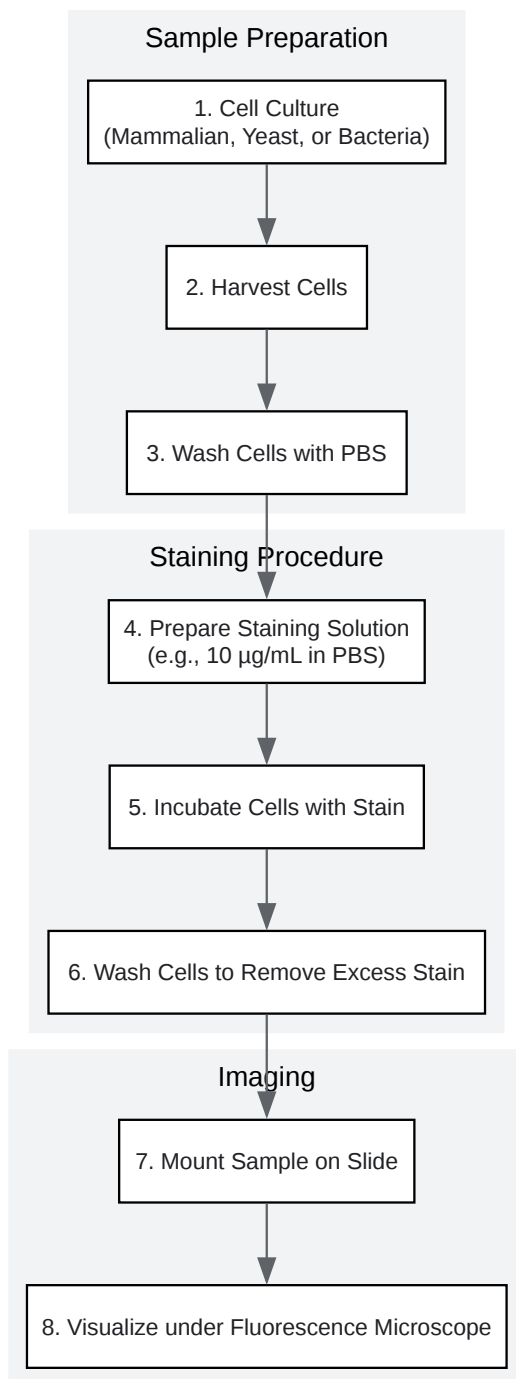 Sample Preparation
1. Cell Culture
(Mammalian, Yeast, or Bacteria)
2. Harvest Cells
3. Wash Cells with PBS
Staining Procedure
4. Prepare Staining Solution
(e.g., 10 µg/mL in PBS)
5. Incubate Cells with Stain
6. Wash Cells to Remove Excess Stain
Imaging
7. Mount Sample on Slide
8. Visualize under Fluorescence Microscope